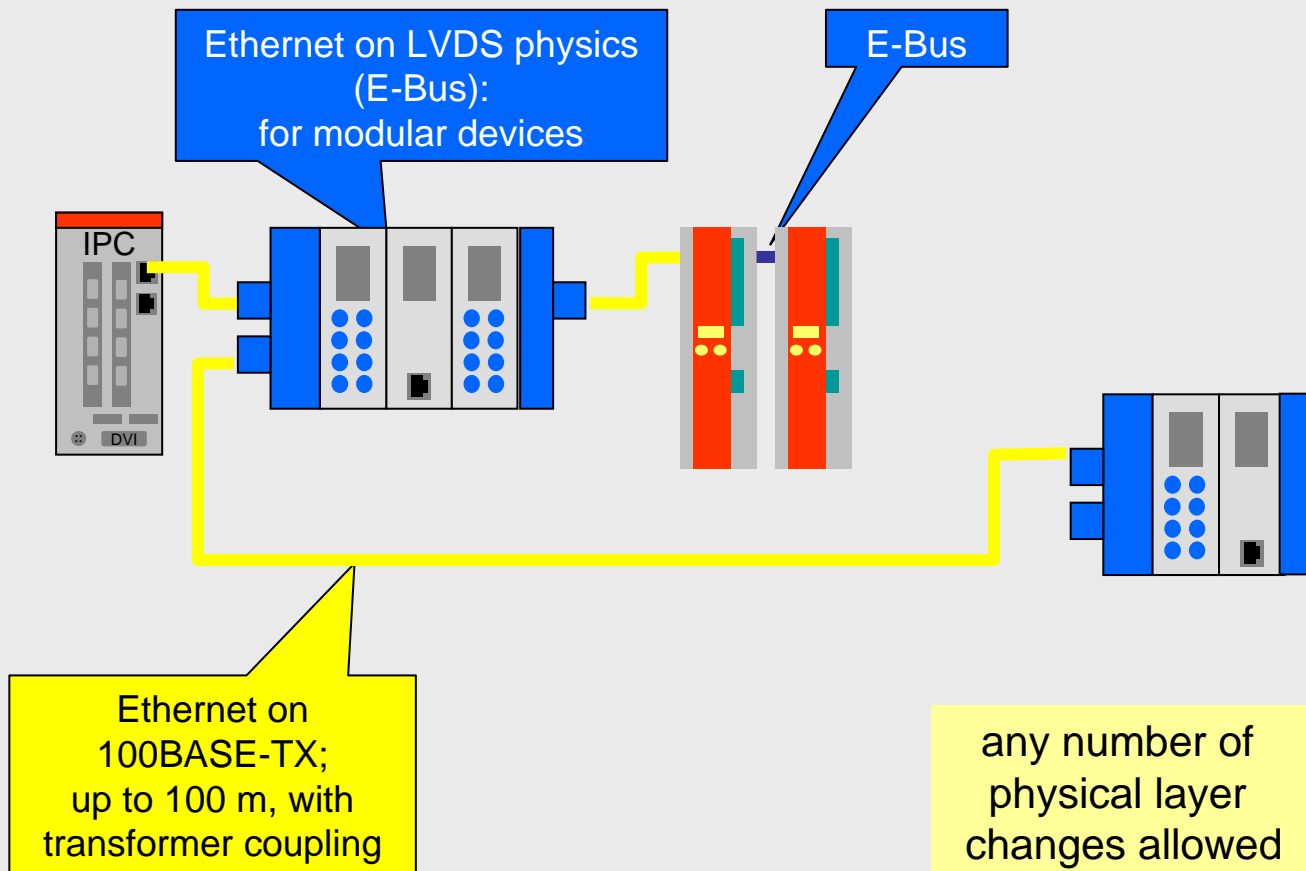 Ethernet on LVDS physics
(E-Bus):
for modular devices
E-Bus
IPC
DVI
Ethernet on
100BASE-TX;
up to 100 m, with
transformer coupling
any number of
physical layer
changes allowed